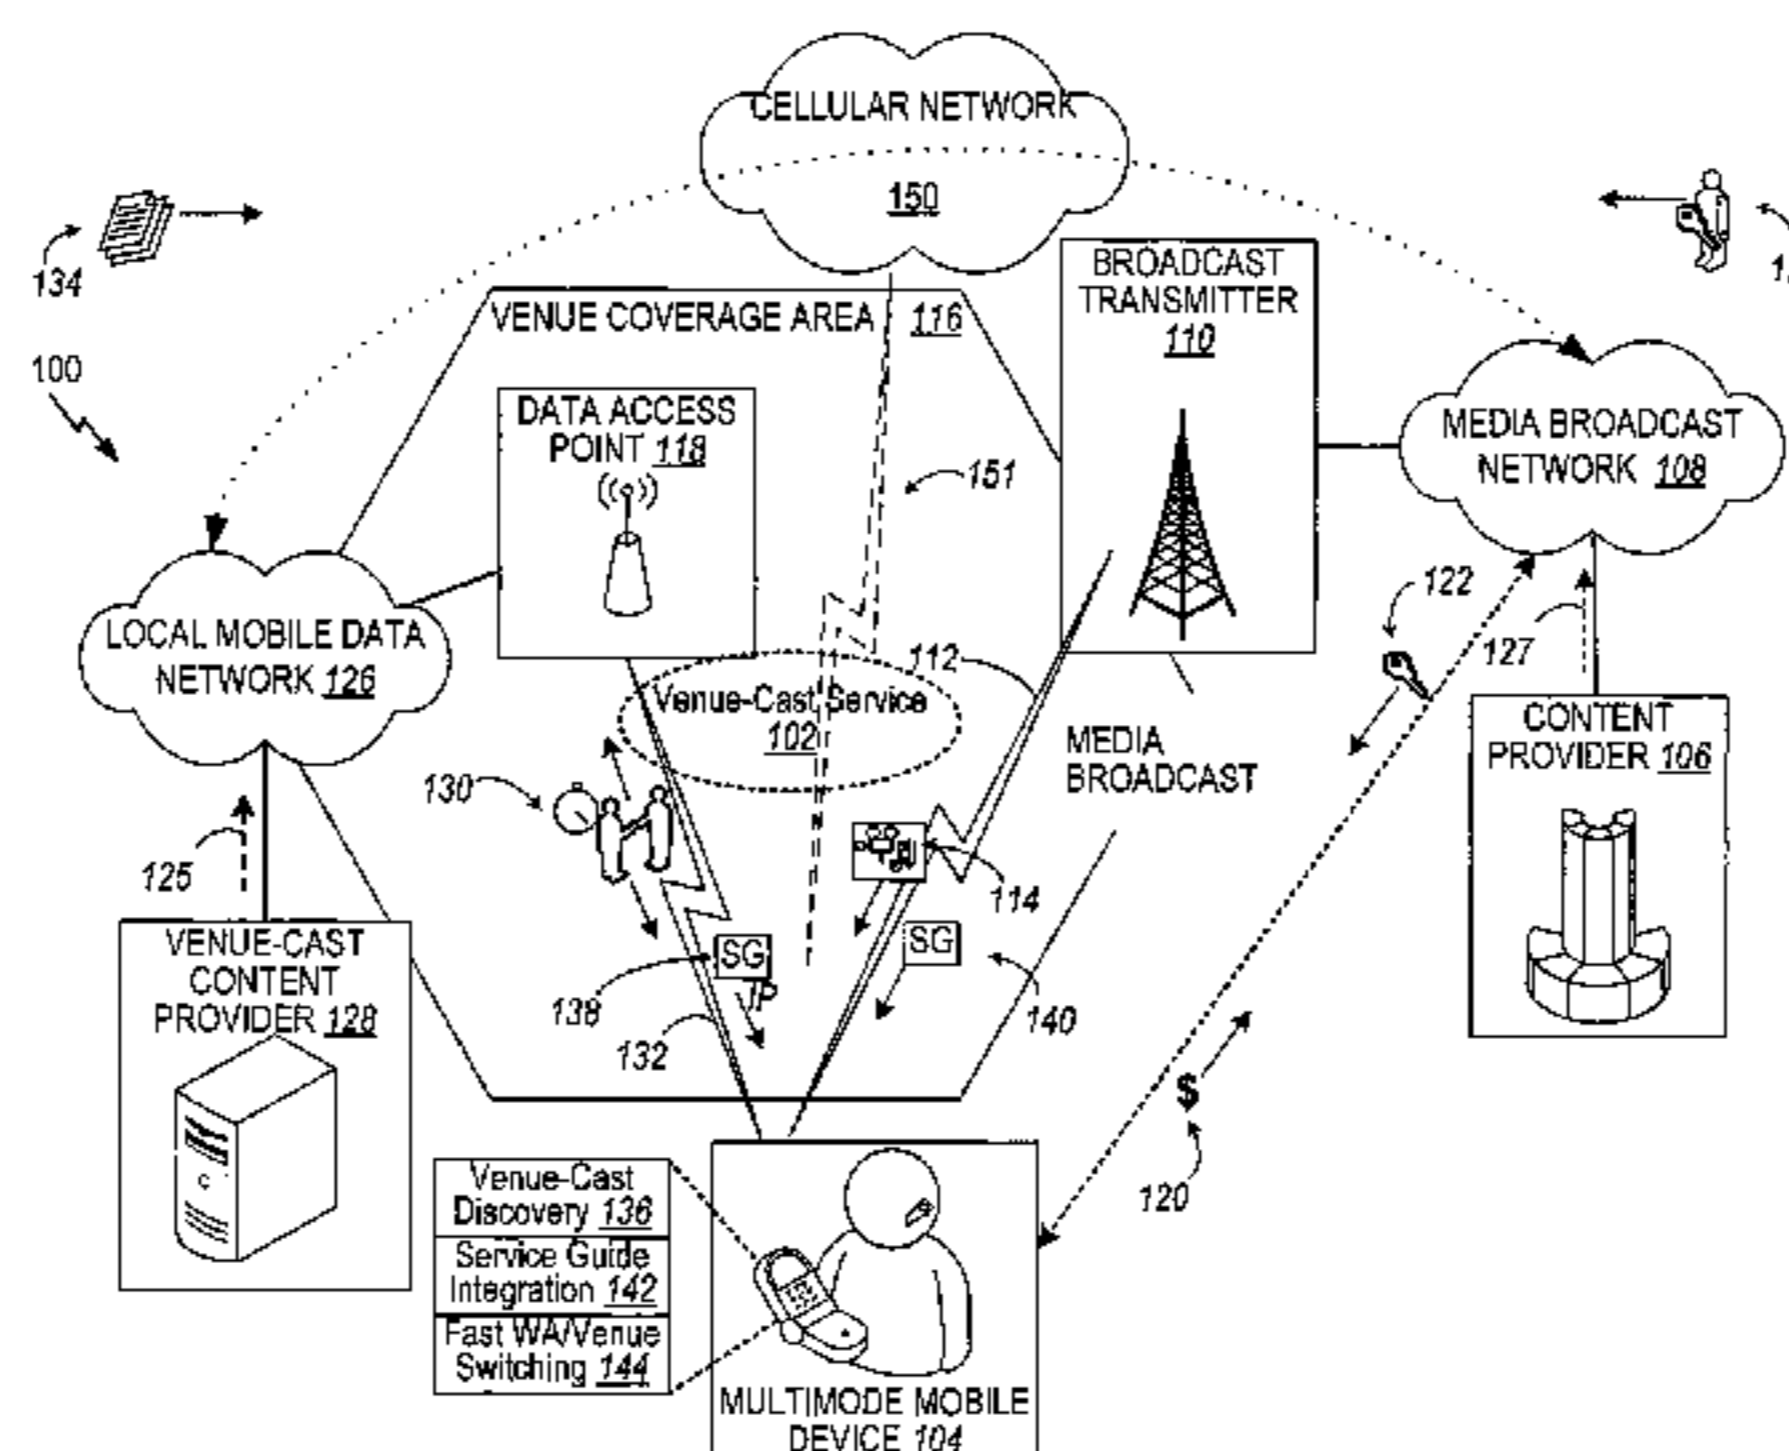 CELLULAR NETWORK
150
134
100
VENUE COVERAGE AREA 116
BROADCAST
TRANSMITTER
110
DATA ACCESS
POINT 118
151
MEDIA BROADCAST
NETWORK 108
122
127
LOCAL MOBILE DATA
NETWORK 126
112
Venue-Cast Service
102
MEDIA
BROADCAST
CONTENT
PROVIDER 106
130
125
114
VENUE-CAST
CONTENT
PROVIDER 128
SG
IP
SG
138
132
140
$
120
Venue-Cast
Discovery 136
Service Guide
Integration 142
Fast WA/Venue
Switching 144
MULTIMODE MOBILE
DEVICE 104